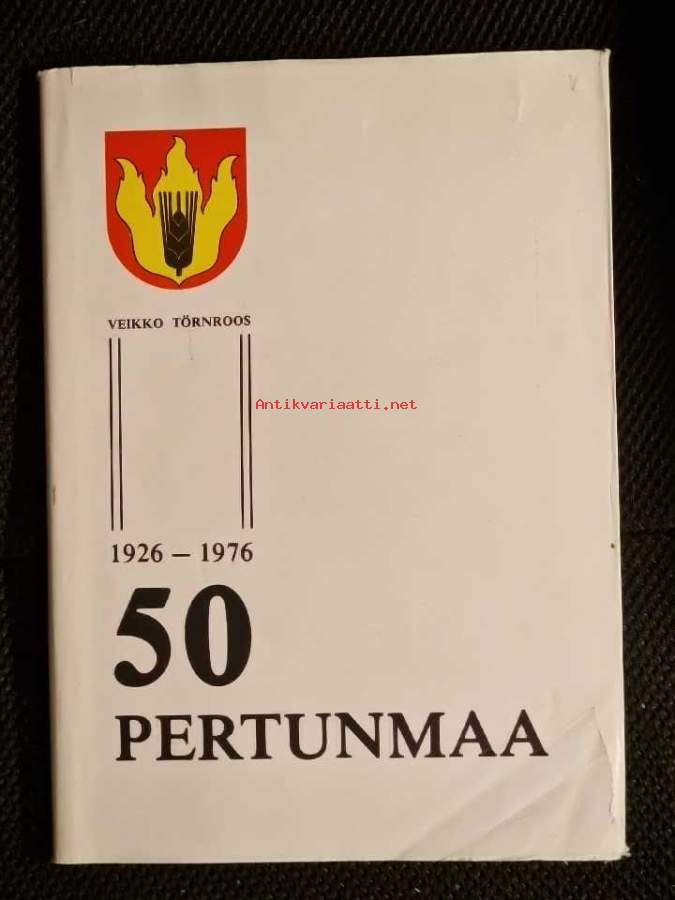 VEIKKO TÖRNROOS
Antikvariaatti.net
1926 – 1976
50
PERTUNMAA